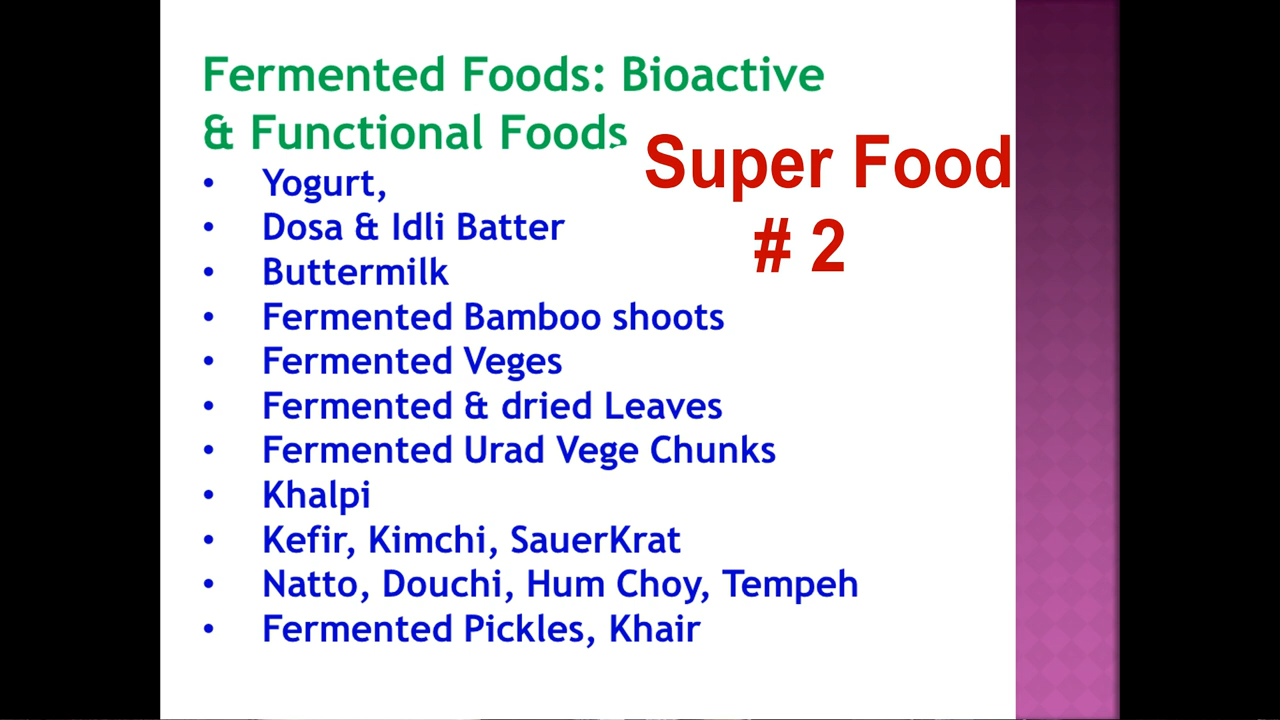 Fermented Foods: Bioactive
& Functional Foods
Super Food
# 2
• Yogurt,
• Dosa & Idli Batter
• Buttermilk
• Fermented Bamboo shoots
• Fermented Veges
• Fermented & dried Leaves
• Fermented Urad Vege Chunks
• Khalpi
• Kefir, Kimchi, SauerKrat
• Natto, Douchi, Hum Choy, Tempeh
• Fermented Pickles, Khair